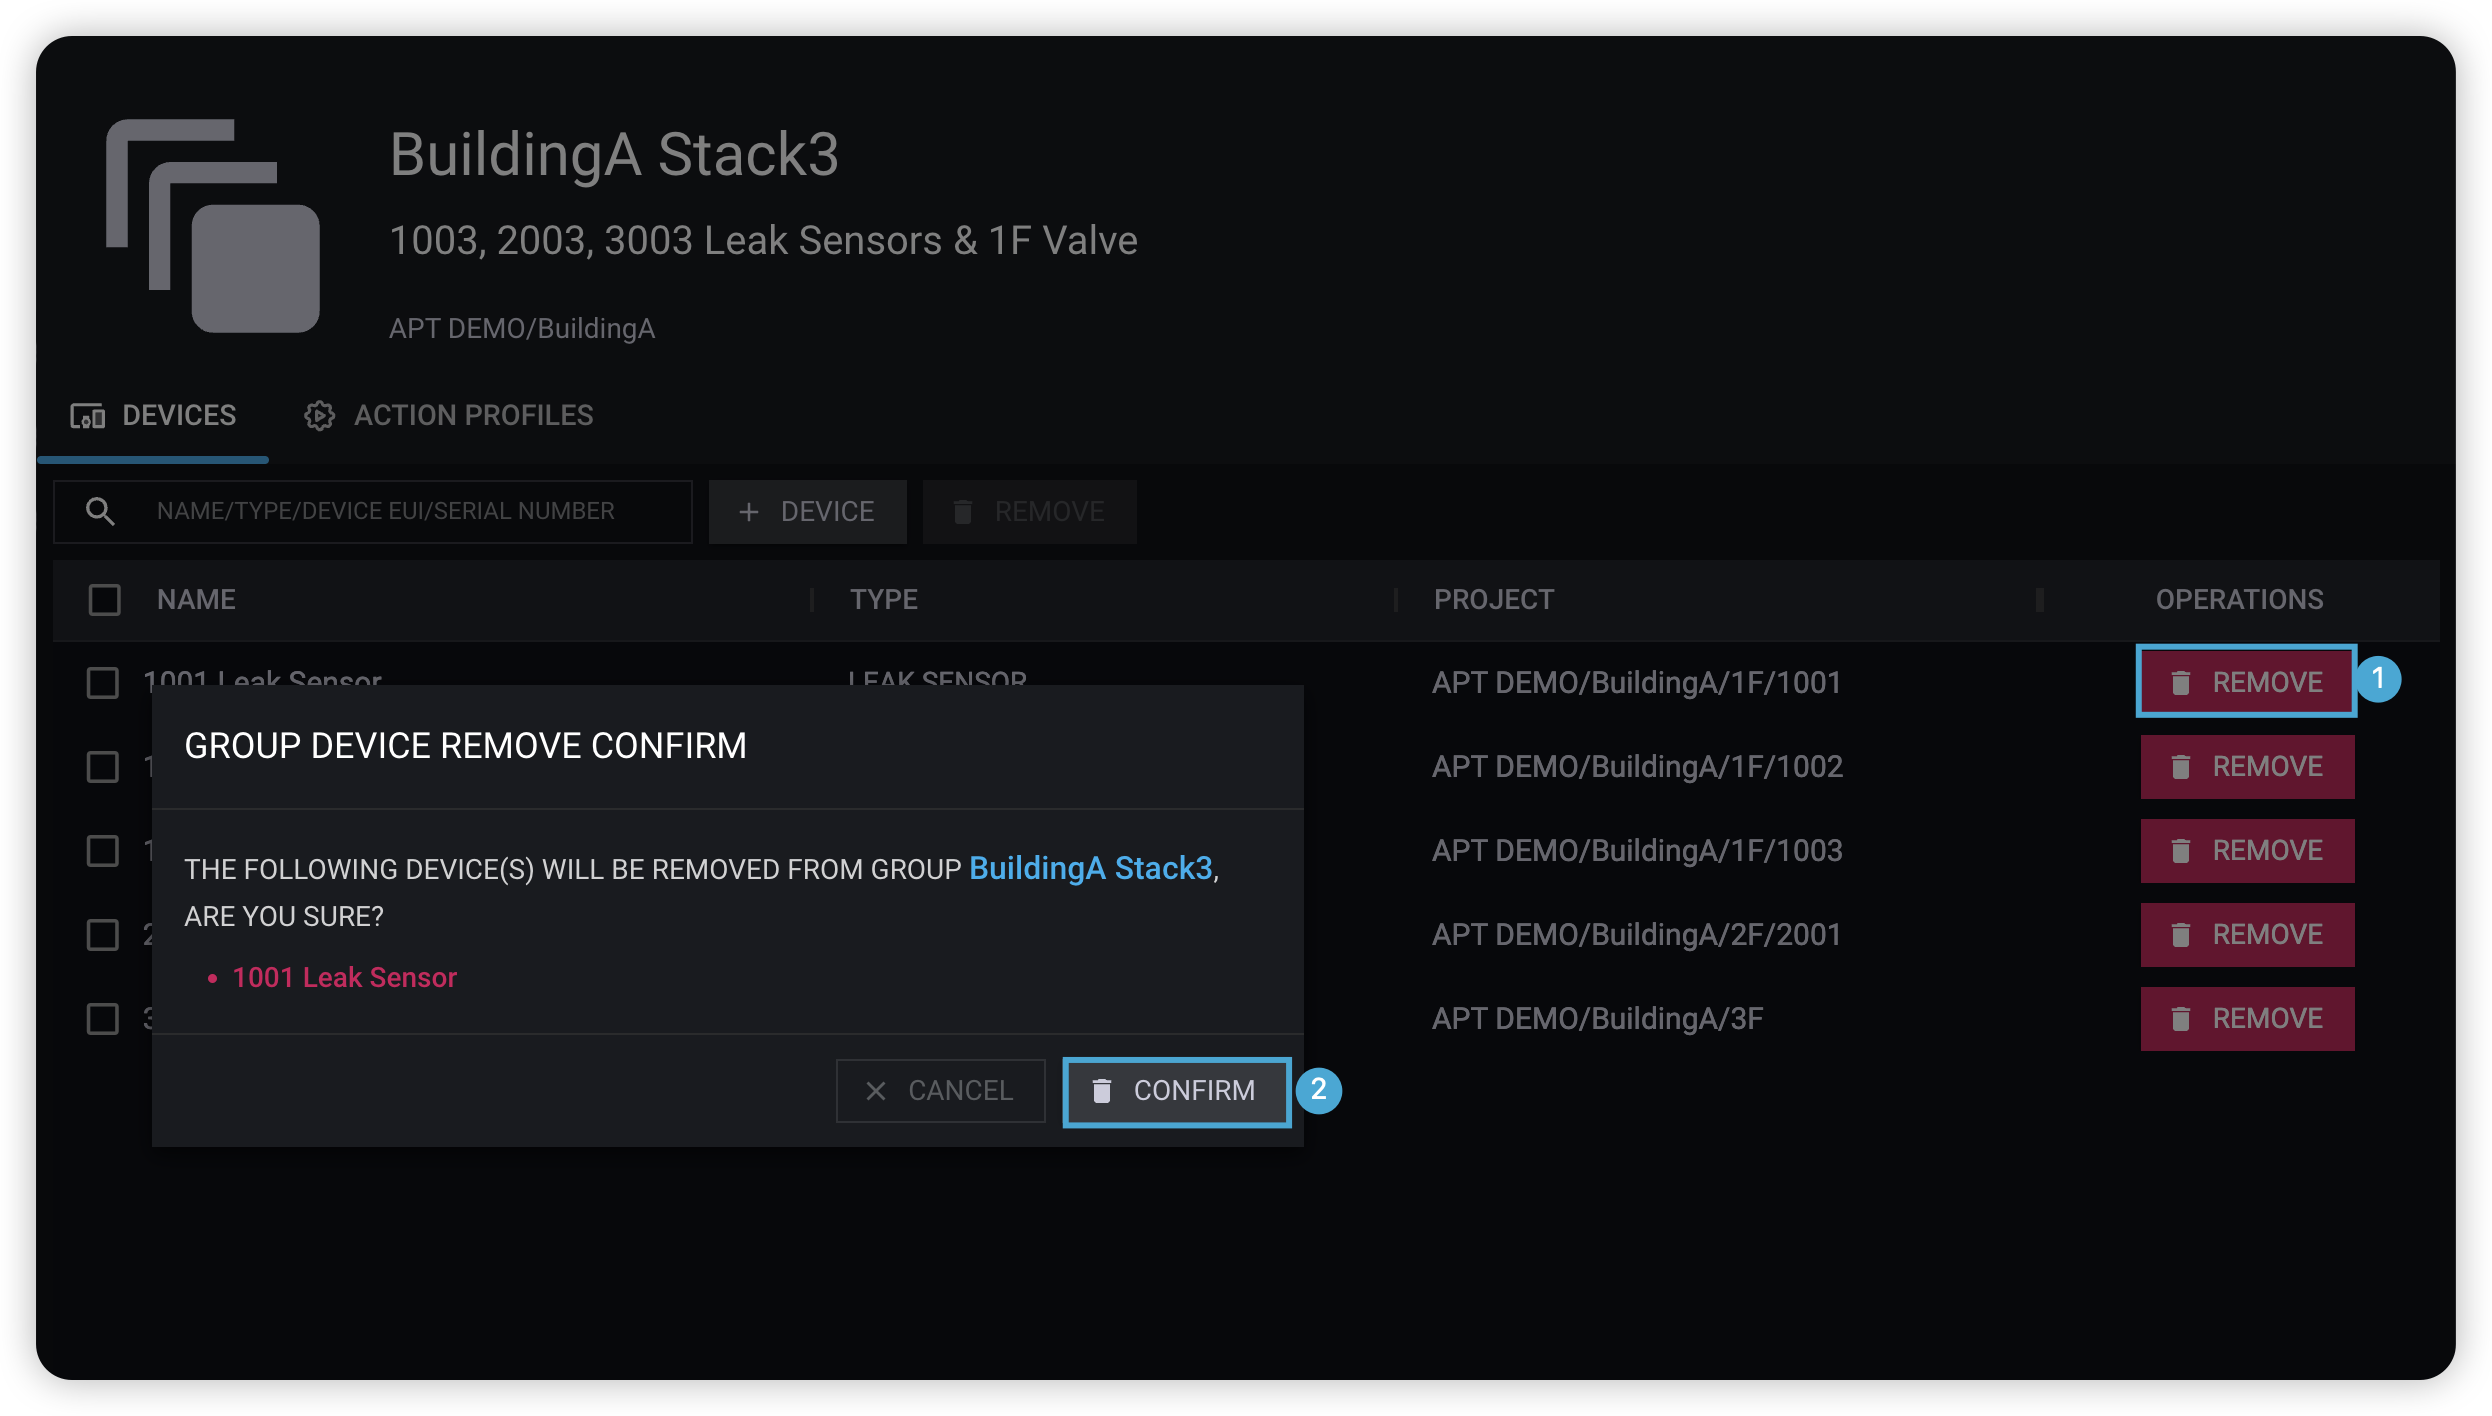 BuildingA Stack3
1003, 2003, 3003 Leak Sensors & 1F Valve
APT DEMO/BuildingA
DEVICES ACTION PROFILES
NAME/TYPE/DEVICE EUI/SERIAL NUMBER + DEVICE REMOVE
NAME TYPE PROJECT OPERATIONS
1001 Leak Sensor LEAK SENSOR APT DEMO/BuildingA/1F/1001 REMOVE 1
APT DEMO/BuildingA/1F/1002 REMOVE
APT DEMO/BuildingA/1F/1003 REMOVE
APT DEMO/BuildingA/2F/2001 REMOVE
APT DEMO/BuildingA/3F REMOVE
GROUP DEVICE REMOVE CONFIRM
THE FOLLOWING DEVICE(S) WILL BE REMOVED FROM GROUP BuildingA Stack3,
ARE YOU SURE?
• 1001 Leak Sensor
CANCEL CONFIRM 2